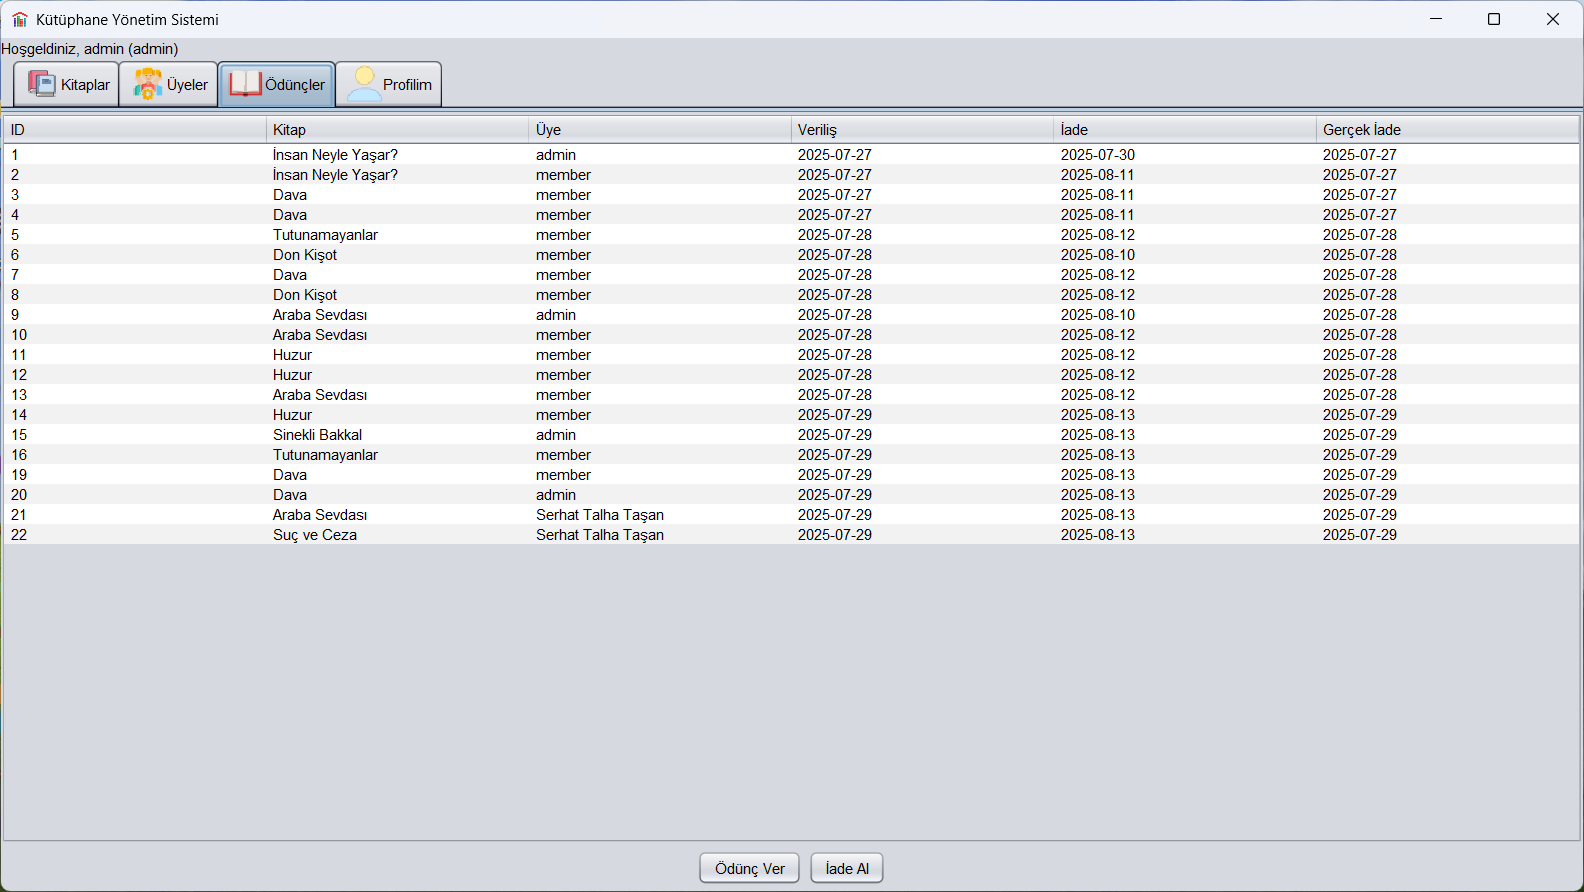 Kütüphane Yönetim Sistemi
Hoşgeldiniz, admin (admin)
Kitaplar Üyeler Ödünçler Profilim
ID Kitap Üye Veriliş İade Gerçek İade
1 İnsan Neyle Yaşar? admin 2025-07-27 2025-07-30 2025-07-27
2 İnsan Neyle Yaşar? member 2025-07-27 2025-08-11 2025-07-27
3 Dava member 2025-07-27 2025-08-11 2025-07-27
4 Dava member 2025-07-27 2025-08-11 2025-07-27
5 Tutunamayanlar member 2025-07-28 2025-08-12 2025-07-28
6 Don Kişot member 2025-07-28 2025-08-10 2025-07-28
7 Dava member 2025-07-28 2025-08-12 2025-07-28
8 Don Kişot member 2025-07-28 2025-08-12 2025-07-28
9 Araba Sevdası admin 2025-07-28 2025-08-10 2025-07-28
10 Araba Sevdası member 2025-07-28 2025-08-12 2025-07-28
11 Huzur member 2025-07-28 2025-08-12 2025-07-28
12 Huzur member 2025-07-28 2025-08-12 2025-07-28
13 Araba Sevdası member 2025-07-28 2025-08-12 2025-07-28
14 Huzur member 2025-07-29 2025-08-13 2025-07-29
15 Sinekli Bakkal admin 2025-07-29 2025-08-13 2025-07-29
16 Tutunamayanlar member 2025-07-29 2025-08-13 2025-07-29
19 Dava member 2025-07-29 2025-08-13 2025-07-29
20 Dava admin 2025-07-29 2025-08-13 2025-07-29
21 Araba Sevdası Serhat Talha Taşan 2025-07-29 2025-08-13 2025-07-29
22 Suç ve Ceza Serhat Talha Taşan 2025-07-29 2025-08-13 2025-07-29
Ödünç Ver İade Al